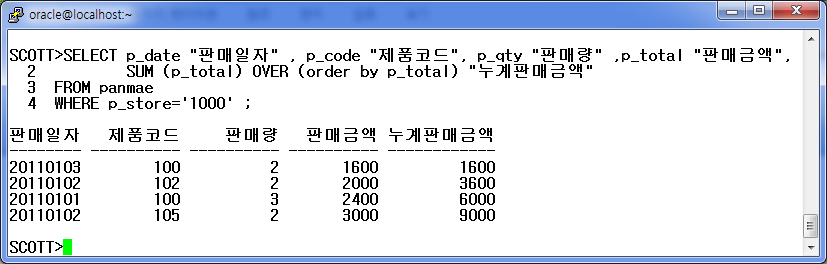 oracle@localhost:~
SCOTT>SELECT p_date "판매일자" , p_code "제품코드", p_qty "판매량" ,p_total "판매금액",
2 SUM (p_total) OVER (order by p_total) "누계판매금액"
3 FROM panmae
4 WHERE p_store='1000' ;
판매일자 제품코드 판매량 판매금액 누계판매금액
--------- ---------- ---------- ---------- ------------
20110103 100 2 1600 1600
20110102 102 2 2000 3600
20110101 100 3 2400 6000
20110102 105 2 3000 9000
SCOTT>